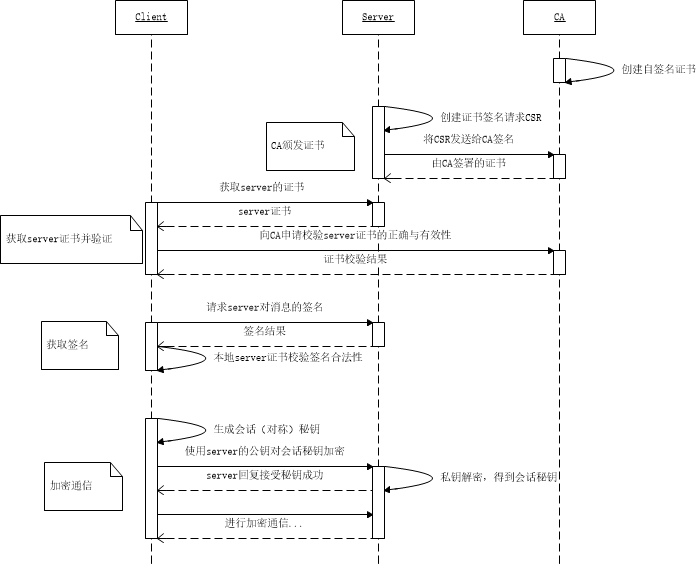 Client
Server
CA
创建自签名证书
创建证书签名请求CSR
CA颁发证书
将CSR发送给CA签名
由CA签署的证书
获取server的证书
server证书
获取server证书并验证
向CA申请校验server证书的正确与有效性
证书校验结果
请求server对消息的签名
获取签名
签名结果
本地server证书校验签名合法性
生成会话（对称）秘钥
使用server的公钥对会话秘钥加密
加密通信
server回复接受秘钥成功
私钥解密，得到会话秘钥
进行加密通信...